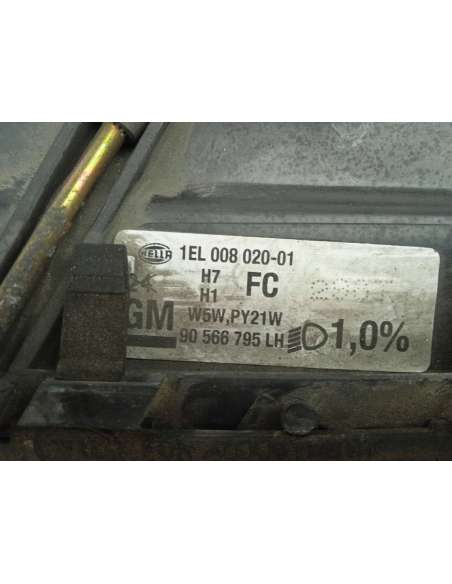 HELLA 1EL 008 020-01
H7 FC
H1
GM W5W,PY21W
90 566 795 LH 1,0%